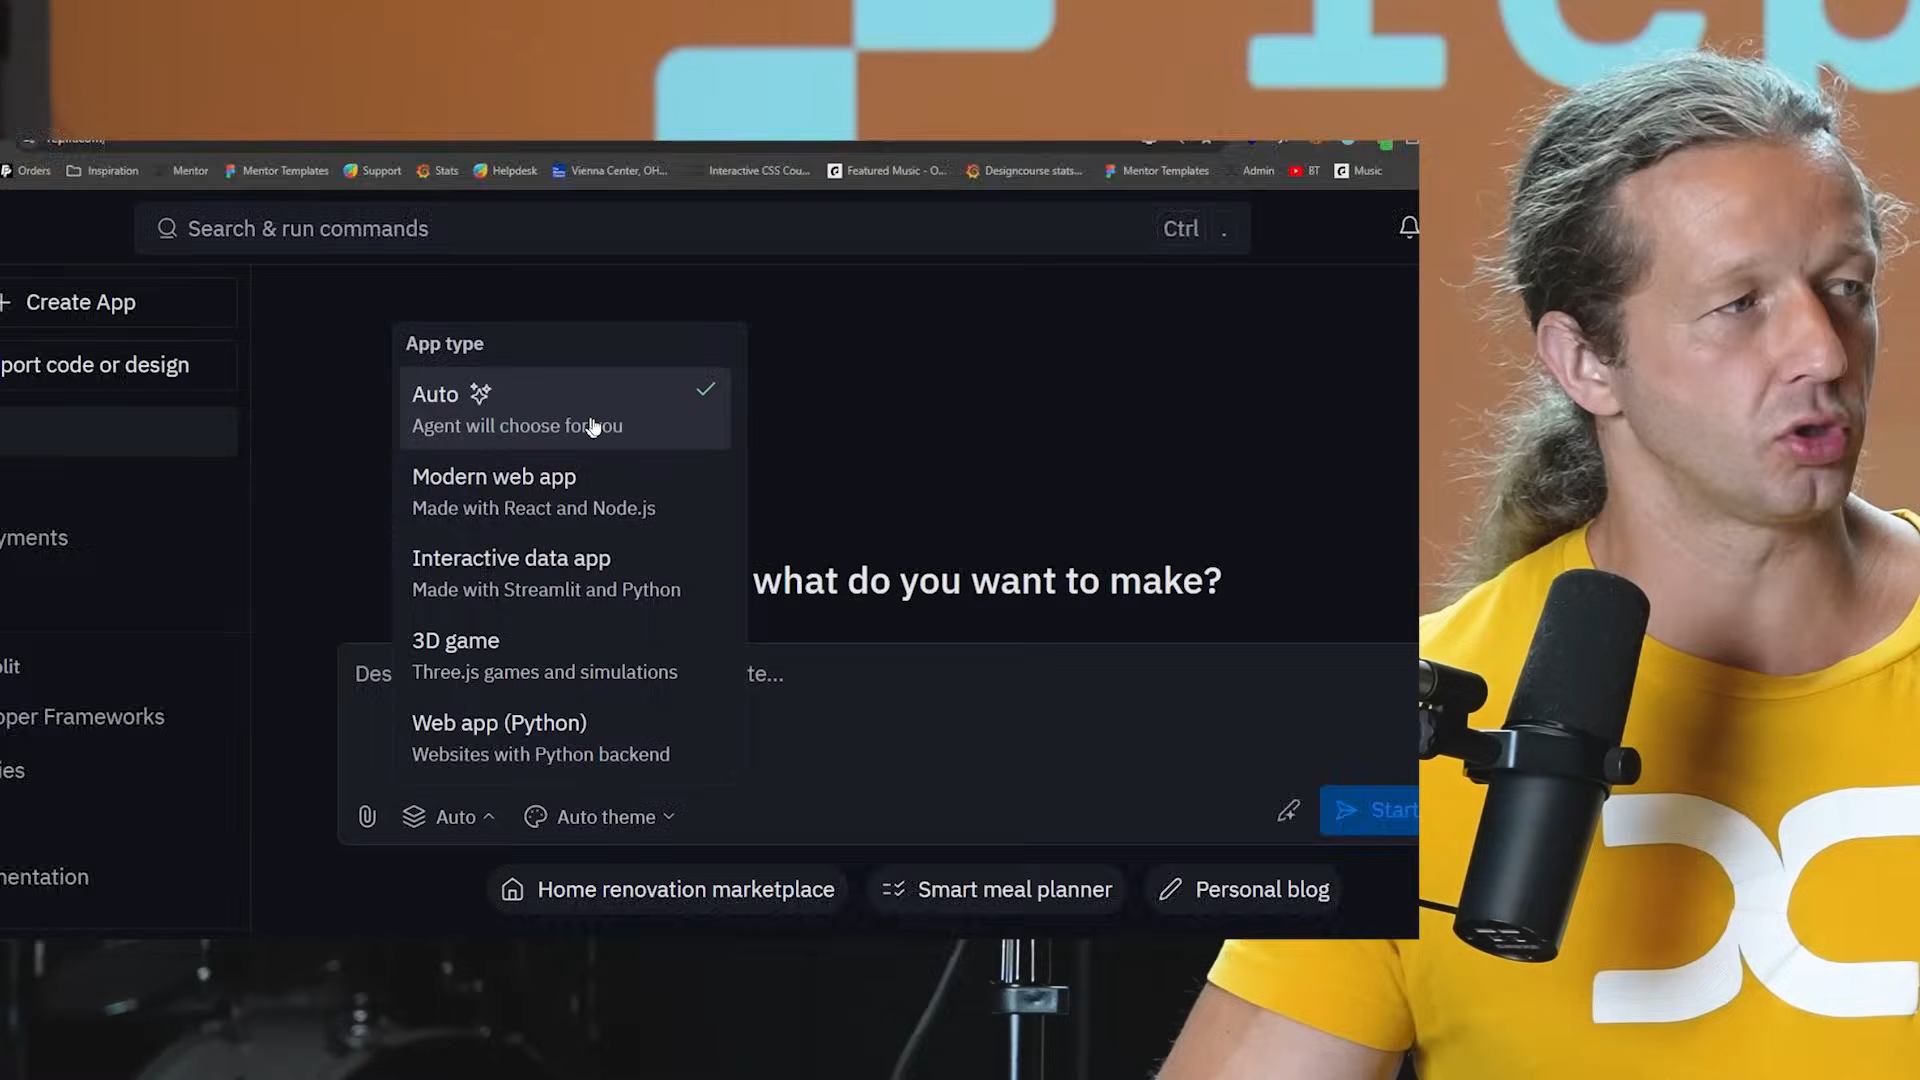 rep
Orders
Inspiration
Mentor
Mentor Templates
Support
Stats
Helpdesk
Vienna Center, OH...
Interactive CSS Cou...
Featured Music - O...
Designcourse stats...
Mentor Templates
Admin
BT
Music
Search & run commands
Ctrl .
+ Create App
port code or design
yments
lit
oper Frameworks
ies
nentation
App type
Auto
Agent will choose for you
Modern web app
Made with React and Node.js
Interactive data app
Made with Streamlit and Python
3D game
Three.js games and simulations
Web app (Python)
Websites with Python backend
what do you want to make?
Des
te...
Auto
Auto theme
Start
Home renovation marketplace
Smart meal planner
Personal blog
DC